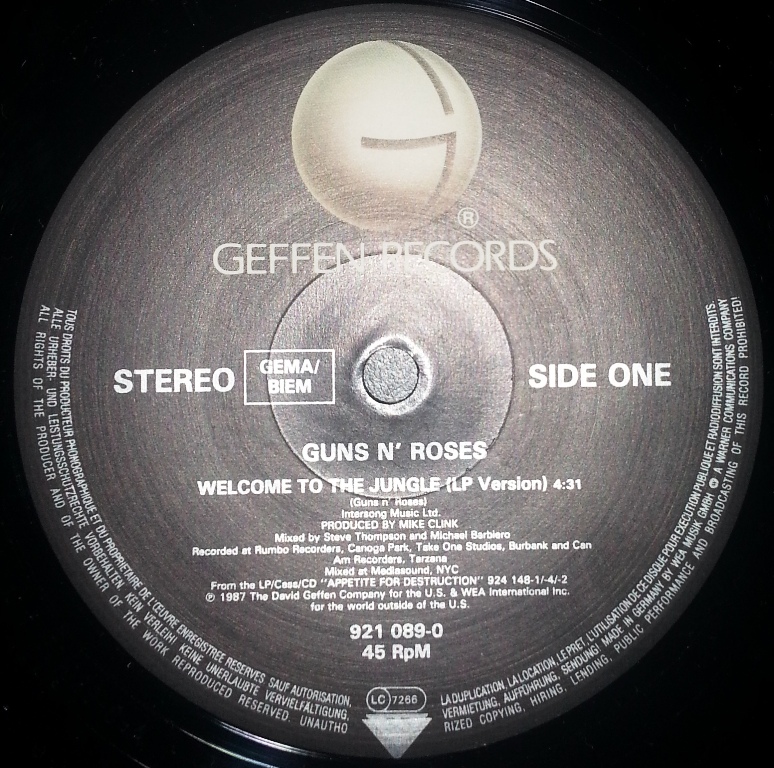 ®
GEFFEN RECORDS
STEREO
GEMA/
BIEM
SIDE ONE
GUNS N' ROSES
WELCOME TO THE JUNGLE (LP Version) 4:31
(Guns n' Roses)
Intersong Music Ltd.
PRODUCED BY MIKE CLINK
Mixed by Steve Thompson and Michael Barbiero
Recorded at Rumbo Recorders, Canoga Park, Take One Studios, Burbank and Can
Am Recorders, Tarzana
Mixed at Mediasound, NYC
From the LP/Cass/CD "APPETITE FOR DESTRUCTION" 924 148-1/-4/-2
℗ 1987 The David Geffen Company for the U.S. & WEA International Inc.
for the world outside of the U.S.
921 089-0
45 RpM
LC 7266
TOUS DROITS DU PRODUCTEUR PHONOGRAPHIQUE ET DU PROPRIETAIRE DE L'ŒUVRE ENREGISTREE RESERVES SAUF AUTORISATION,
LA DUPLICATION, LA LOCATION, LE PRET, L'UTILISATION DE CE DISQUE POUR EXECUTION PUBLIQUE ET RADIODIFFUSION SONT INTERDITS.
ALLE URHEBER- UND LEISTUNGSSCHUTZRECHTE VORBEHALTEN. KEIN VERLEIH! KEINE UNERLAUBTE VERVIELFÄLTIGUNG,
VERMIETUNG, AUFFÜHRUNG, SENDUNG! MADE IN GERMANY BY WEA MUSIK GMBH A WARNER COMMUNICATIONS COMPANY
ALL RIGHTS OF THE PRODUCER AND OF THE OWNER OF THE WORK REPRODUCED RESERVED. UNAUTHO
RIZED COPYING, HIRING, LENDING, PUBLIC PERFORMANCE AND BROADCASTING OF THIS RECORD PROHIBITED!